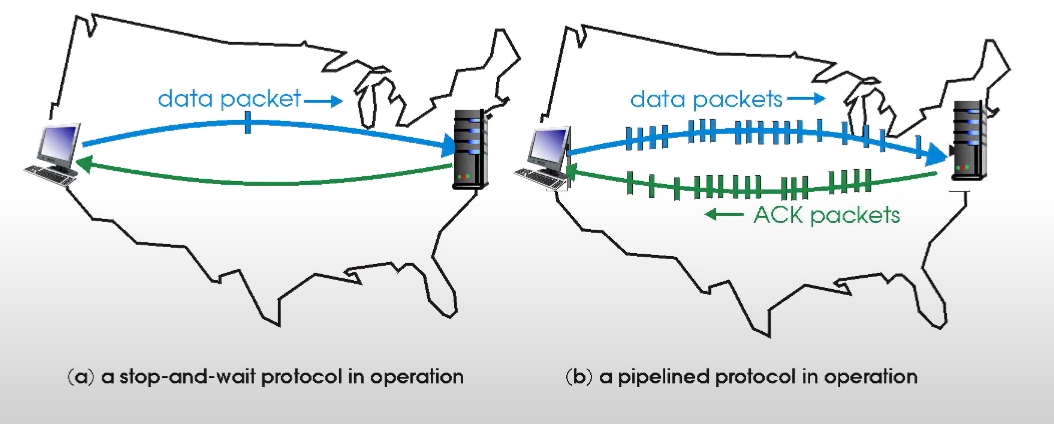 data packet
(a) a stop-and-wait protocol in operation
data packets
ACK packets
(b) a pipelined protocol in operation